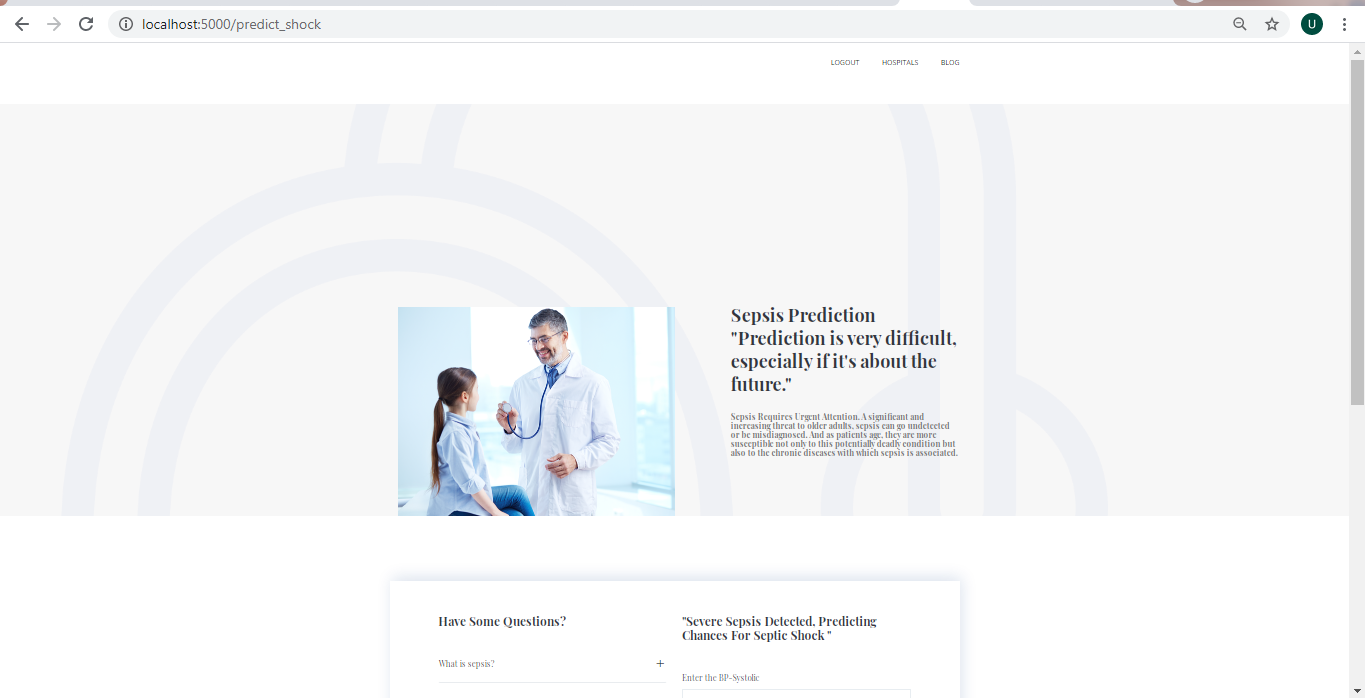 localhost:5000/predict_shock
U
LOGOUT HOSPITALS BLOG
Sepsis Prediction
"Prediction is very difficult,
especially if it's about the
future."
Sepsis Requires Urgent Attention. A significant and
increasing threat to older adults, sepsis can go undetected
or be misdiagnosed. And as patients age, they are more
susceptible not only to this potentially deadly condition but
also to the chronic diseases with which sepsis is associated.
Have Some Questions?
What is sepsis? +
"Severe Sepsis Detected, Predicting
Chances For Septic Shock "
Enter the BP-Systolic